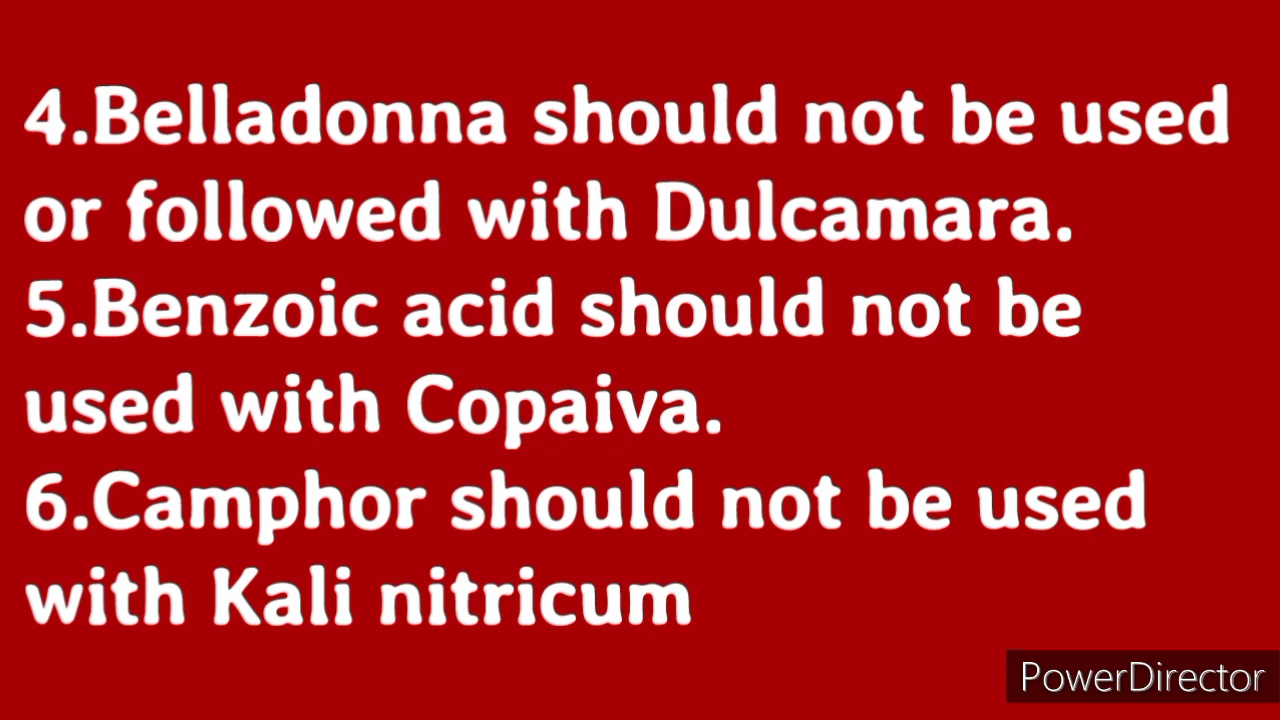 4.Belladonna should not be used
or followed with Dulcamara.
5.Benzoic acid should not be
used with Copaiva.
6.Camphor should not be used
with Kali nitricum
PowerDirector